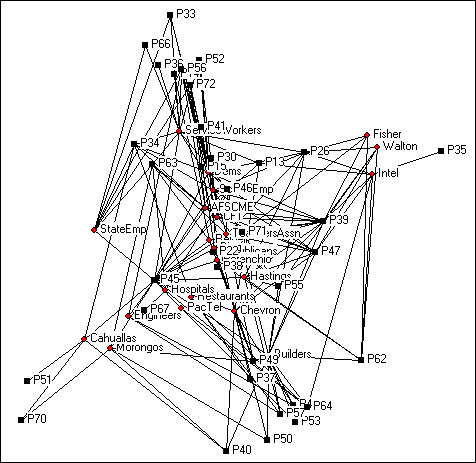 P33
P66
P52
P36
P56
P72
P41
Fisher
P34
P26
Walton
P35
P30
P63
P13
Intel
P46
AFSCME
P39
StateEmp
P71
P47
P22
P38
P45
Hastings
Hospitals
P55
Restaurants
P67
PacTel
Chevron
Engineers
Cahuallas
Morongos
Builders
P49
P62
P51
P37
P64
P57
P70
P53
P50
P40